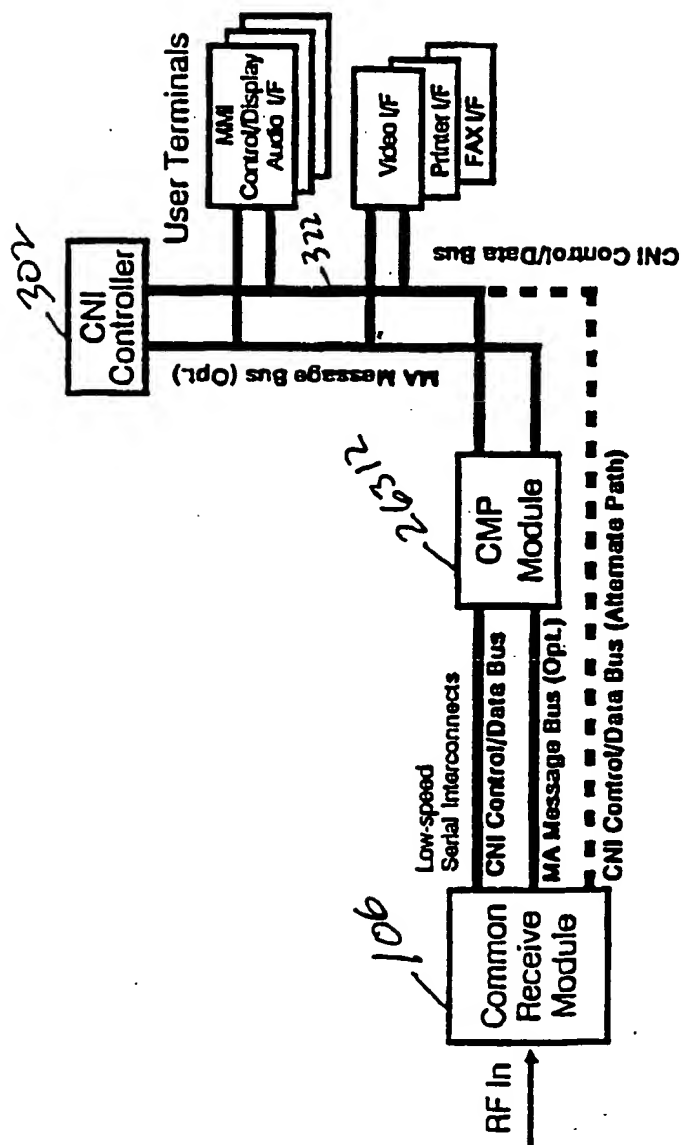 RF In
106
Common
Receive
Module
Low-speed
Serial Interconnects
CNI Control/Data Bus
MA Message Bus (Opt.)
CNI Control/Data Bus (Alternate Path)
26312
CMP
Module
302
CNI
Controller
MA Message Bus (Opt.)
322
CNI Control/Data Bus
User Terminals
MMI
Control/Display
Audio I/F
Video I/F
Printer I/F
FAX I/F